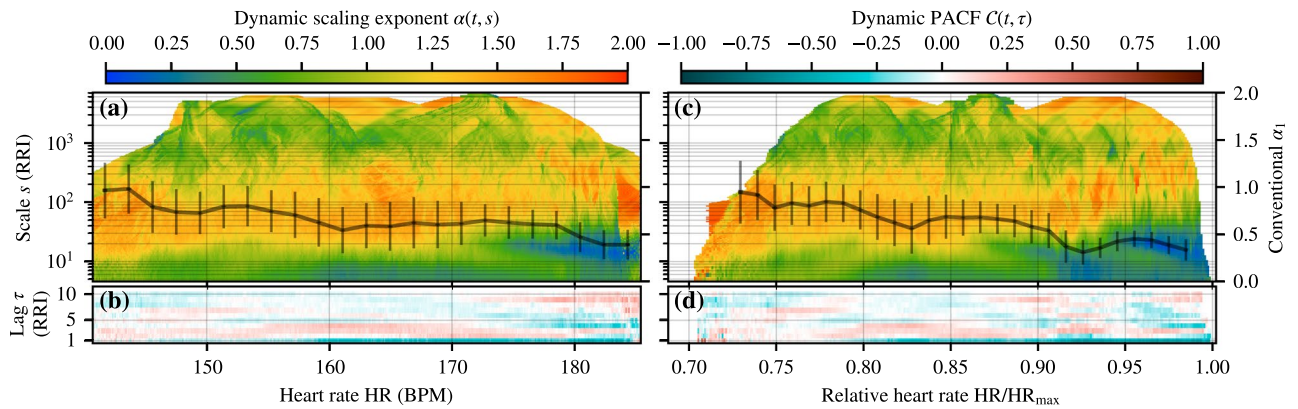 Dynamic scaling exponent α(t, s)
Dynamic PACF C(t, τ)
0.00 0.25 0.50 0.75 1.00 1.25 1.50 1.75 2.00
−1.00 −0.75 −0.50 −0.25 0.00 0.25 0.50 0.75 1.00
(a)
(c)
Scale s (RRI)
10³
10²
10¹
2.0
1.5
1.0
0.5
0.0
Conventional α₁
(b)
(d)
Lag τ
(RRI)
10
5
1
150 160 170 180
0.70 0.75 0.80 0.85 0.90 0.95 1.00
Heart rate HR (BPM)
Relative heart rate HR/HRₘₐₓ